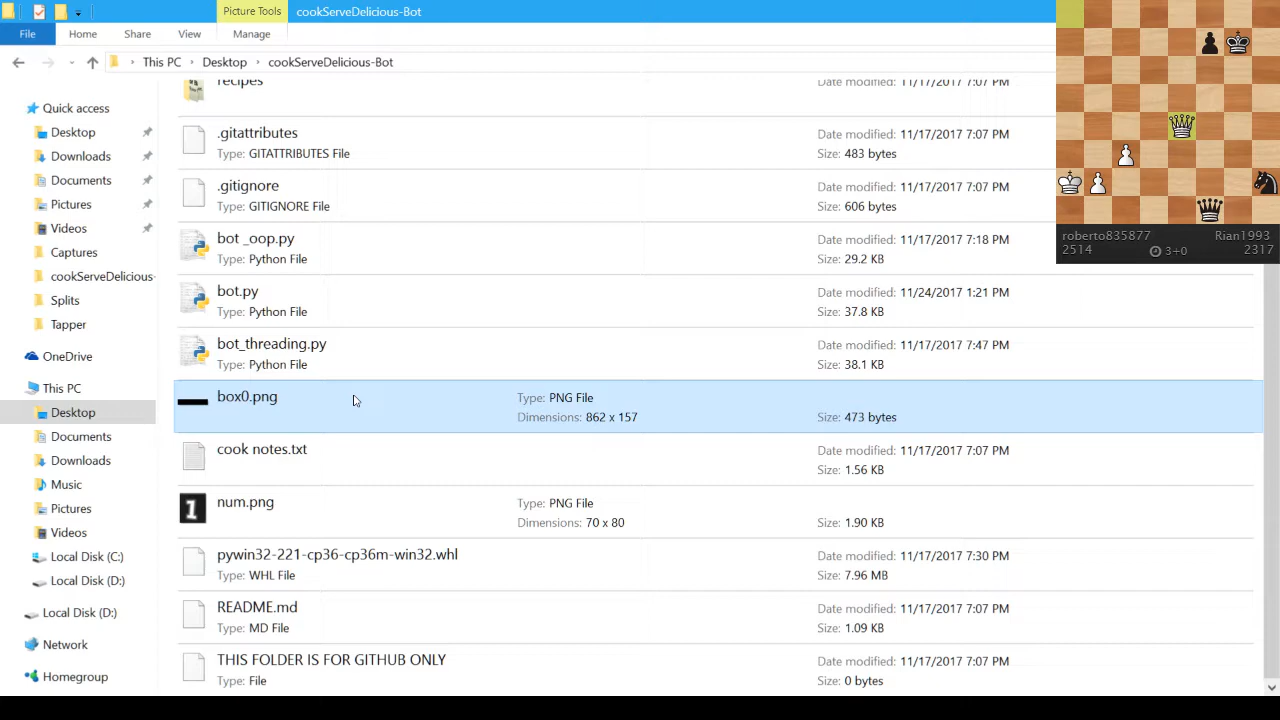 Picture Tools
cookServeDelicious-Bot
File
Home
Share
View
Manage
This PC
Desktop
cookServeDelicious-Bot
Quick access
Desktop
Downloads
Documents
Pictures
Videos
Captures
cookServeDelicious-
Splits
Tapper
OneDrive
This PC
Desktop
Documents
Downloads
Music
Pictures
Videos
Local Disk (C:)
Local Disk (D:)
Local Disk (D:)
Network
Homegroup
recipes
Date modified: 11/17/2017 7:07 PM
.gitattributes
Type: GITATTRIBUTES File
Date modified: 11/17/2017 7:07 PM
Size: 483 bytes
.gitignore
Type: GITIGNORE File
Date modified: 11/17/2017 7:07 PM
Size: 606 bytes
bot _oop.py
Type: Python File
Date modified: 11/17/2017 7:18 PM
Size: 29.2 KB
bot.py
Type: Python File
Date modified: 11/24/2017 1:21 PM
Size: 37.8 KB
bot_threading.py
Type: Python File
Date modified: 11/17/2017 7:47 PM
Size: 38.1 KB
box0.png
Type: PNG File
Dimensions: 862 x 157
Size: 473 bytes
cook notes.txt
Date modified: 11/17/2017 7:07 PM
Size: 1.56 KB
num.png
Type: PNG File
Dimensions: 70 x 80
Size: 1.90 KB
1
pywin32-221-cp36-cp36m-win32.whl
Type: WHL File
Date modified: 11/17/2017 7:30 PM
Size: 7.96 MB
README.md
Type: MD File
Date modified: 11/17/2017 7:07 PM
Size: 1.09 KB
THIS FOLDER IS FOR GITHUB ONLY
Type: File
Date modified: 11/17/2017 7:07 PM
Size: 0 bytes
roberto835877
Rian1993
2514
3+0
2317